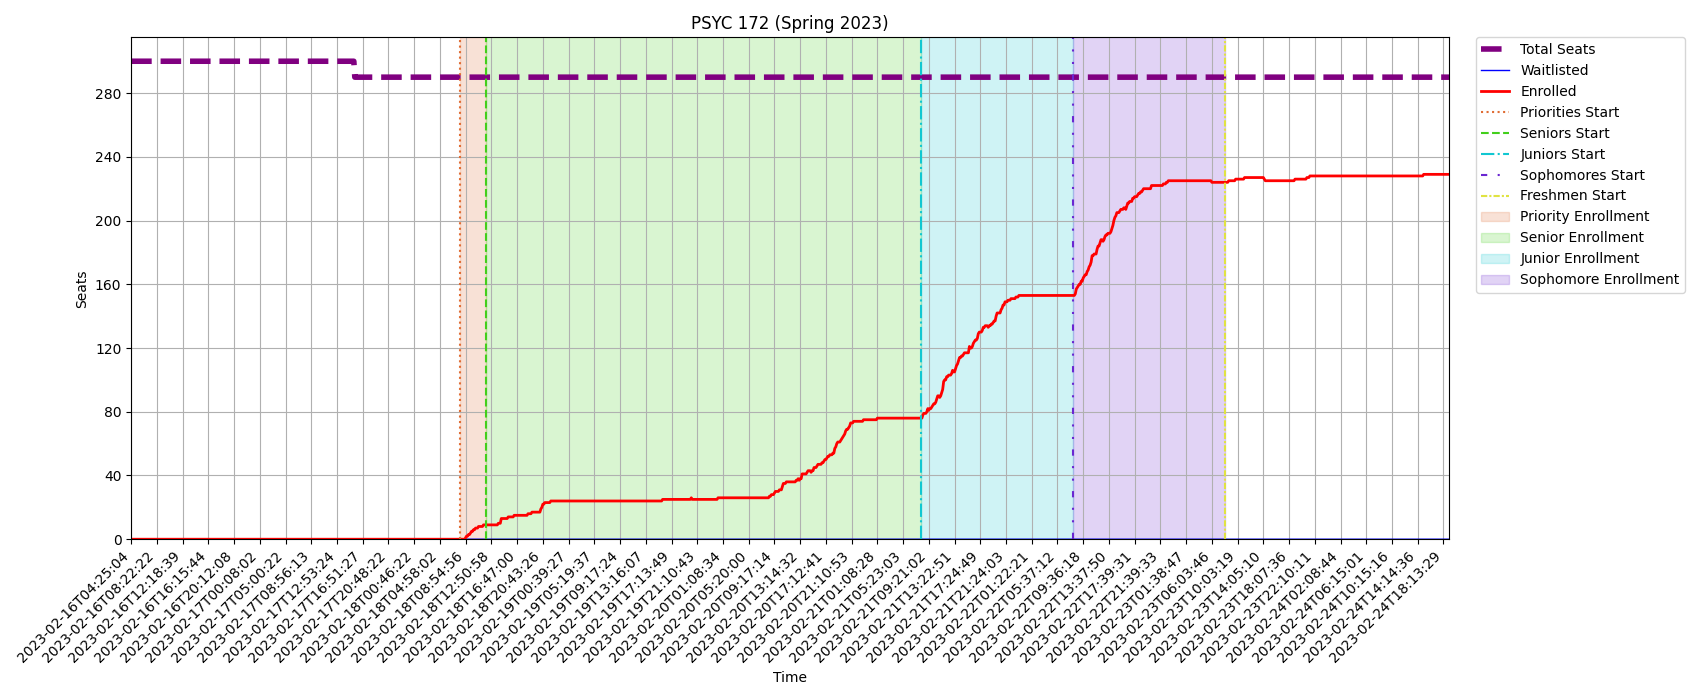 PSYC 172 (Spring 2023)
Seats
280
240
200
160
120
80
40
0
2023-02-16T04:25:04
2023-02-16T08:22:22
2023-02-16T12:18:39
2023-02-16T16:15:44
2023-02-16T20:12:08
2023-02-17T00:08:02
2023-02-17T05:00:22
2023-02-17T08:56:13
2023-02-17T12:53:24
2023-02-17T16:51:27
2023-02-17T20:48:22
2023-02-18T00:46:22
2023-02-18T04:58:02
2023-02-18T08:54:56
2023-02-18T12:50:58
2023-02-18T16:47:00
2023-02-18T20:43:26
2023-02-19T00:39:27
2023-02-19T05:19:37
2023-02-19T09:17:24
2023-02-19T13:16:07
2023-02-19T17:13:49
2023-02-19T21:10:43
2023-02-20T01:08:34
2023-02-20T05:20:00
2023-02-20T09:17:14
2023-02-20T13:14:32
2023-02-20T17:12:41
2023-02-20T21:10:53
2023-02-21T01:08:28
2023-02-21T05:23:03
2023-02-21T09:21:02
2023-02-21T13:22:51
2023-02-21T17:24:49
2023-02-21T21:24:03
2023-02-22T01:22:21
2023-02-22T05:37:12
2023-02-22T09:36:18
2023-02-22T13:37:50
2023-02-22T17:39:31
2023-02-22T21:39:33
2023-02-23T01:38:47
2023-02-23T06:03:46
2023-02-23T10:03:19
2023-02-23T14:05:10
2023-02-23T18:07:36
2023-02-23T22:10:11
2023-02-24T02:08:44
2023-02-24T06:15:01
2023-02-24T10:15:16
2023-02-24T14:14:36
2023-02-24T18:13:29
Time
Total Seats
Waitlisted
Enrolled
Priorities Start
Seniors Start
Juniors Start
Sophomores Start
Freshmen Start
Priority Enrollment
Senior Enrollment
Junior Enrollment
Sophomore Enrollment